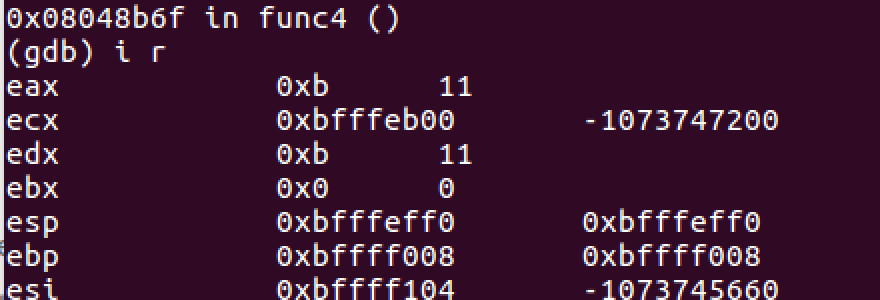 0x08048b6f in func4 ()
(gdb) i r
eax 0xb 11
ecx 0xbfffeb00 -1073747200
edx 0xb 11
ebx 0x0 0
esp 0xbfffeff0 0xbfffeff0
ebp 0xbffff008 0xbffff008
esi 0xbffff104 -1073745660